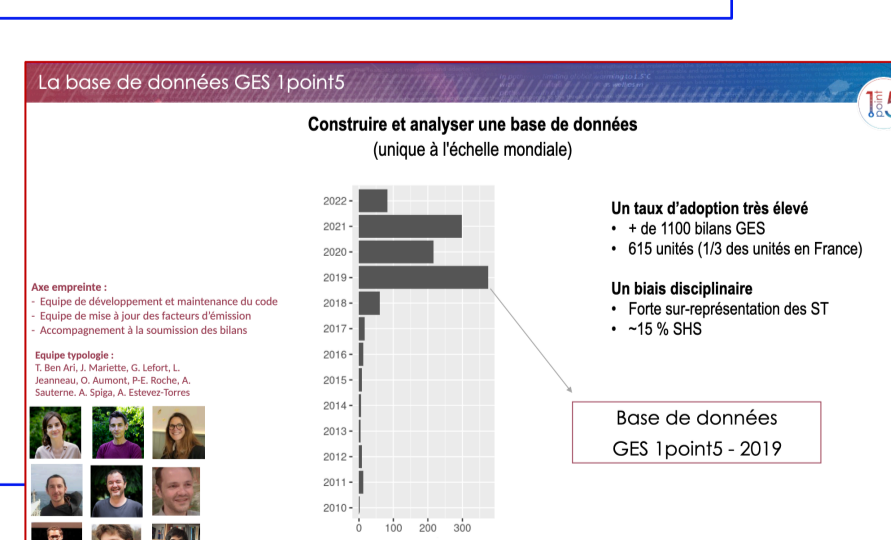 La base de données GES 1point5
1point5
Construire et analyser une base de données
(unique à l'échelle mondiale)
Axe empreinte :
- Equipe de développement et maintenance du code
- Equipe de mise à jour des facteurs d'émission
- Accompagnement à la soumission des bilans
Equipe typologie :
T. Ben Ari, J. Mariette, G. Lefort, L.
Jeanneau, O. Aumont, P-E. Roche, A.
Sauterne. A. Spiga, A. Estevez-Torres
2022
2021
2020
2019
2018
2017
2016
2015
2014
2013
2012
2011
2010
0 100 200 300
Un taux d’adoption très élevé
• + de 1100 bilans GES
• 615 unités (1/3 des unités en France)
Un biais disciplinaire
• Forte sur-représentation des ST
• ~15 % SHS
Base de données
GES 1point5 - 2019